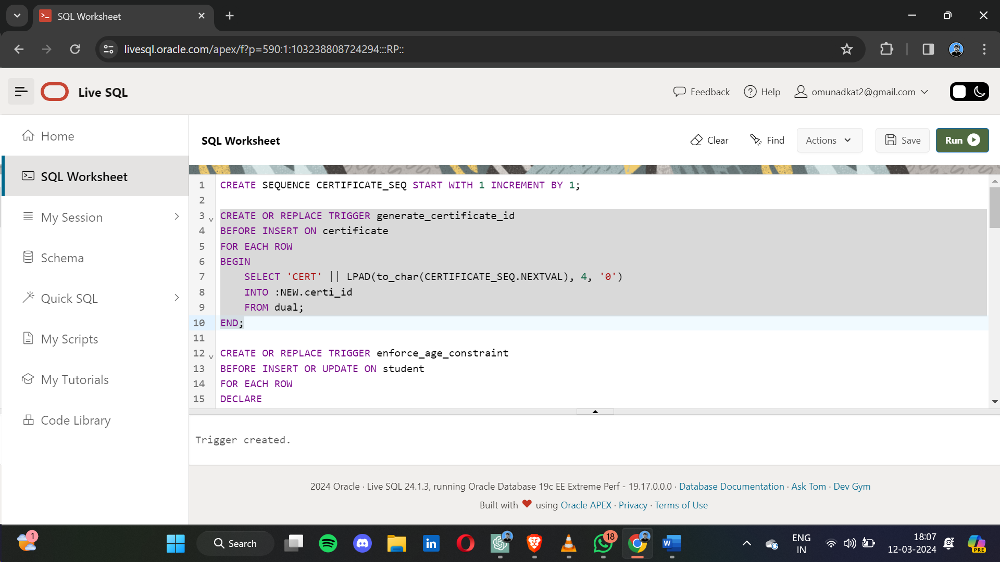 SQL Worksheet
livesql.oracle.com/apex/f?p=590:1:103238808724294:::RP::
Live SQL
Feedback
Help
omunadkat2@gmail.com
Home
SQL Worksheet
My Session
Schema
Quick SQL
My Scripts
My Tutorials
Code Library
SQL Worksheet
Clear
Find
Actions
Save
Run
1 CREATE SEQUENCE CERTIFICATE_SEQ START WITH 1 INCREMENT BY 1;
2
3 CREATE OR REPLACE TRIGGER generate_certificate_id
4 BEFORE INSERT ON certificate
5 FOR EACH ROW
6 BEGIN
7 SELECT 'CERT' || LPAD(to_char(CERTIFICATE_SEQ.NEXTVAL), 4, '0')
8 INTO :NEW.certi_id
9 FROM dual;
10 END;
11
12 CREATE OR REPLACE TRIGGER enforce_age_constraint
13 BEFORE INSERT OR UPDATE ON student
14 FOR EACH ROW
15 DECLARE
Trigger created.
2024 Oracle · Live SQL 24.1.3, running Oracle Database 19c EE Extreme Perf - 19.17.0.0.0 · Database Documentation · Ask Tom · Dev Gym
Built with ❤ using Oracle APEX · Privacy · Terms of Use
1
Search
in
18
W
ENG
IN
18:07
12-03-2024
PRE